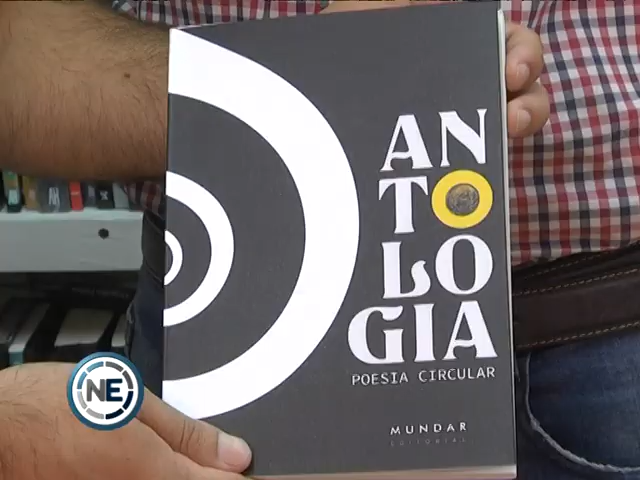 AN
TO
LO
GIA
POESIA CIRCULAR
MUNDAR
EDITORIAL
NE